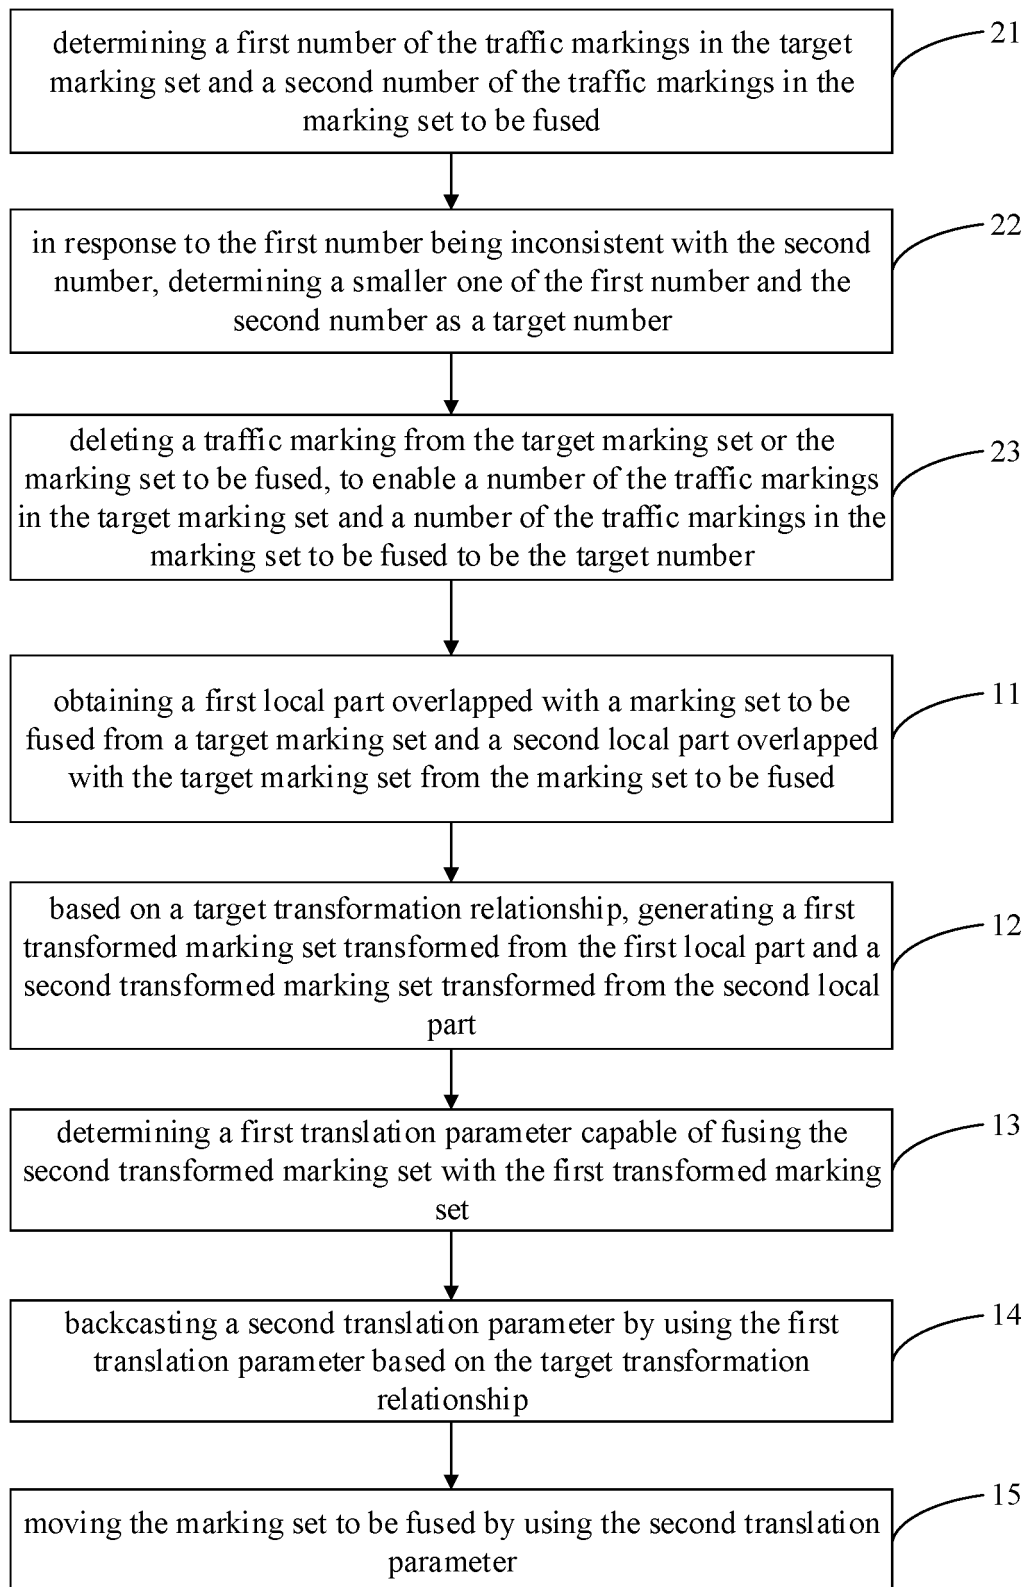 determining a first number of the traffic markings in the target
marking set and a second number of the traffic markings in the
marking set to be fused
21
in response to the first number being inconsistent with the second
number, determining a smaller one of the first number and the
second number as a target number
22
deleting a traffic marking from the target marking set or the
marking set to be fused, to enable a number of the traffic markings
in the target marking set and a number of the traffic markings in the
marking set to be fused to be the target number
23
obtaining a first local part overlapped with a marking set to be
fused from a target marking set and a second local part overlapped
with the target marking set from the marking set to be fused
11
based on a target transformation relationship, generating a first
transformed marking set transformed from the first local part and a
second transformed marking set transformed from the second local
part
12
determining a first translation parameter capable of fusing the
second transformed marking set with the first transformed marking
set
13
backcasting a second translation parameter by using the first
translation parameter based on the target transformation
relationship
14
moving the marking set to be fused by using the second translation
parameter
15